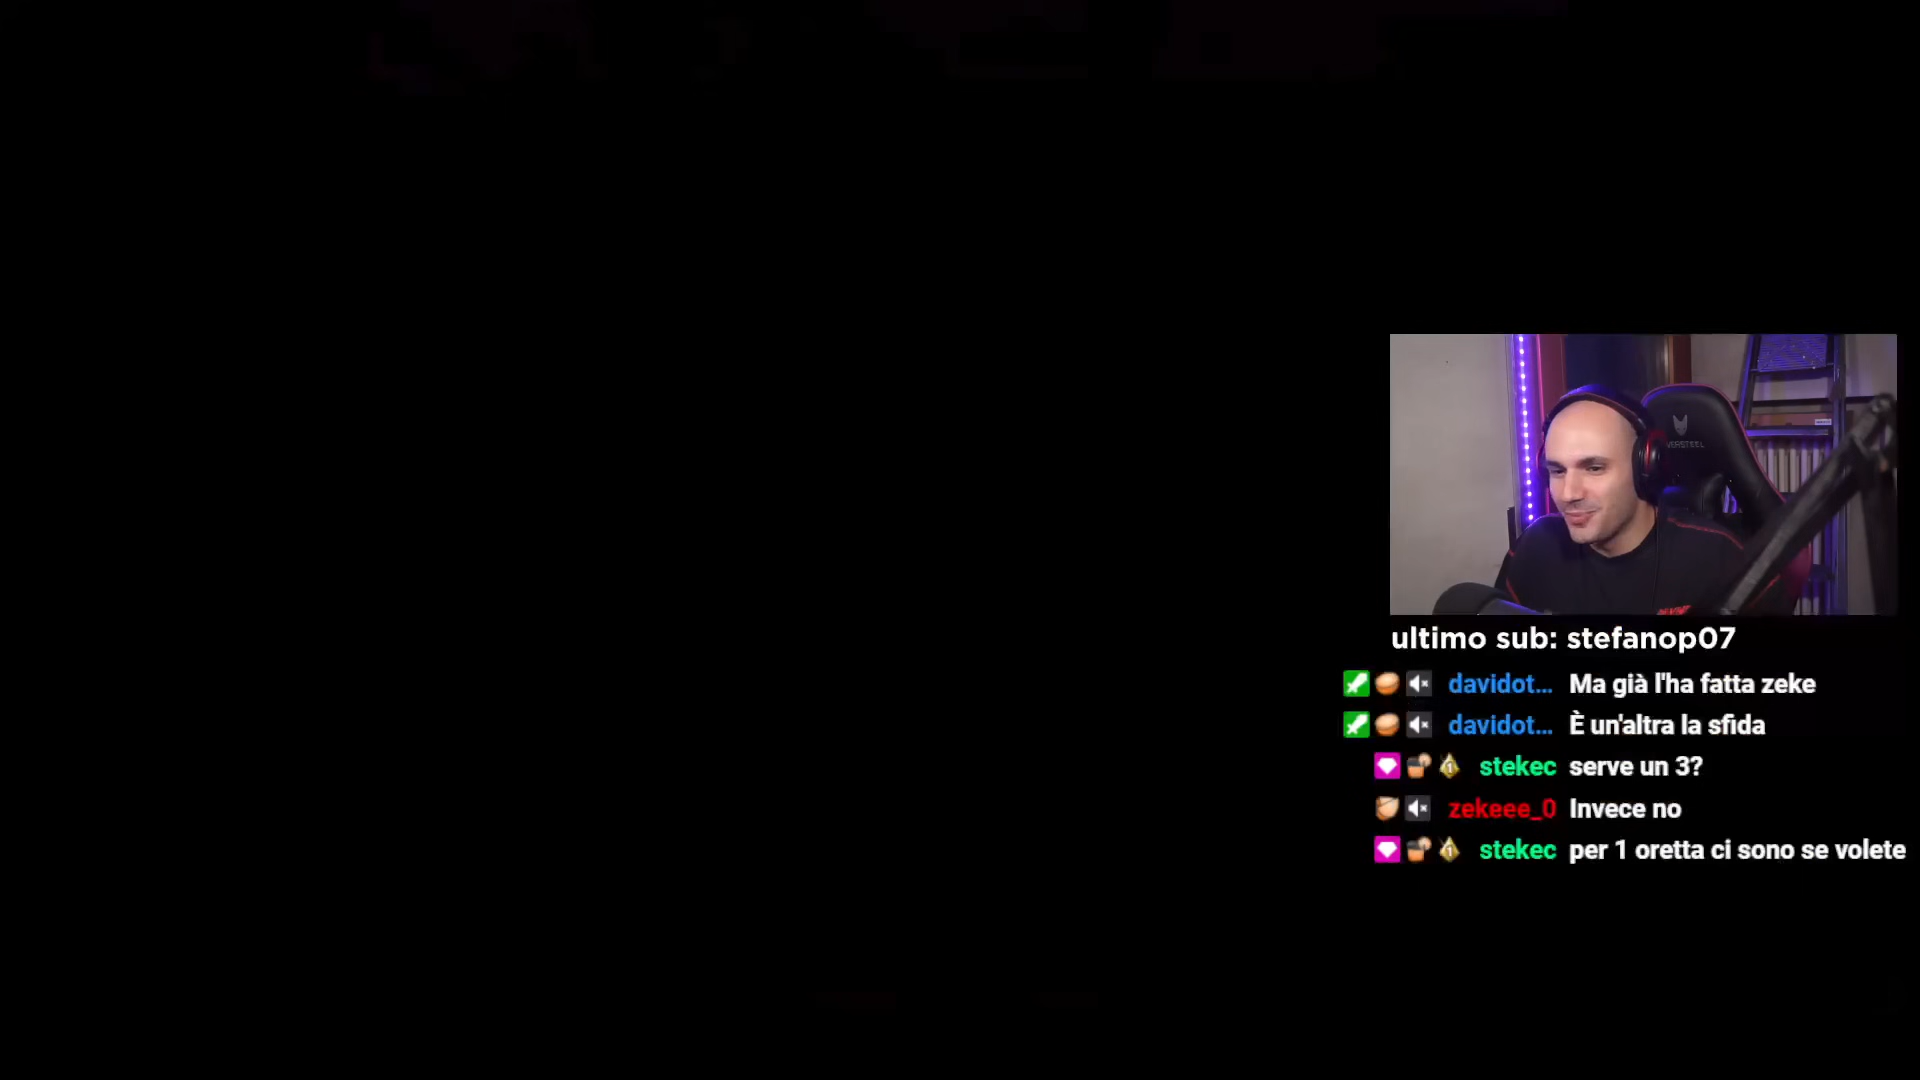 ultimo sub: stefanop07
davidot... Ma già l'ha fatta zeke
davidot... È un'altra la sfida
stekec serve un 3?
zekeee_0 Invece no
stekec per 1 oretta ci sono se volete